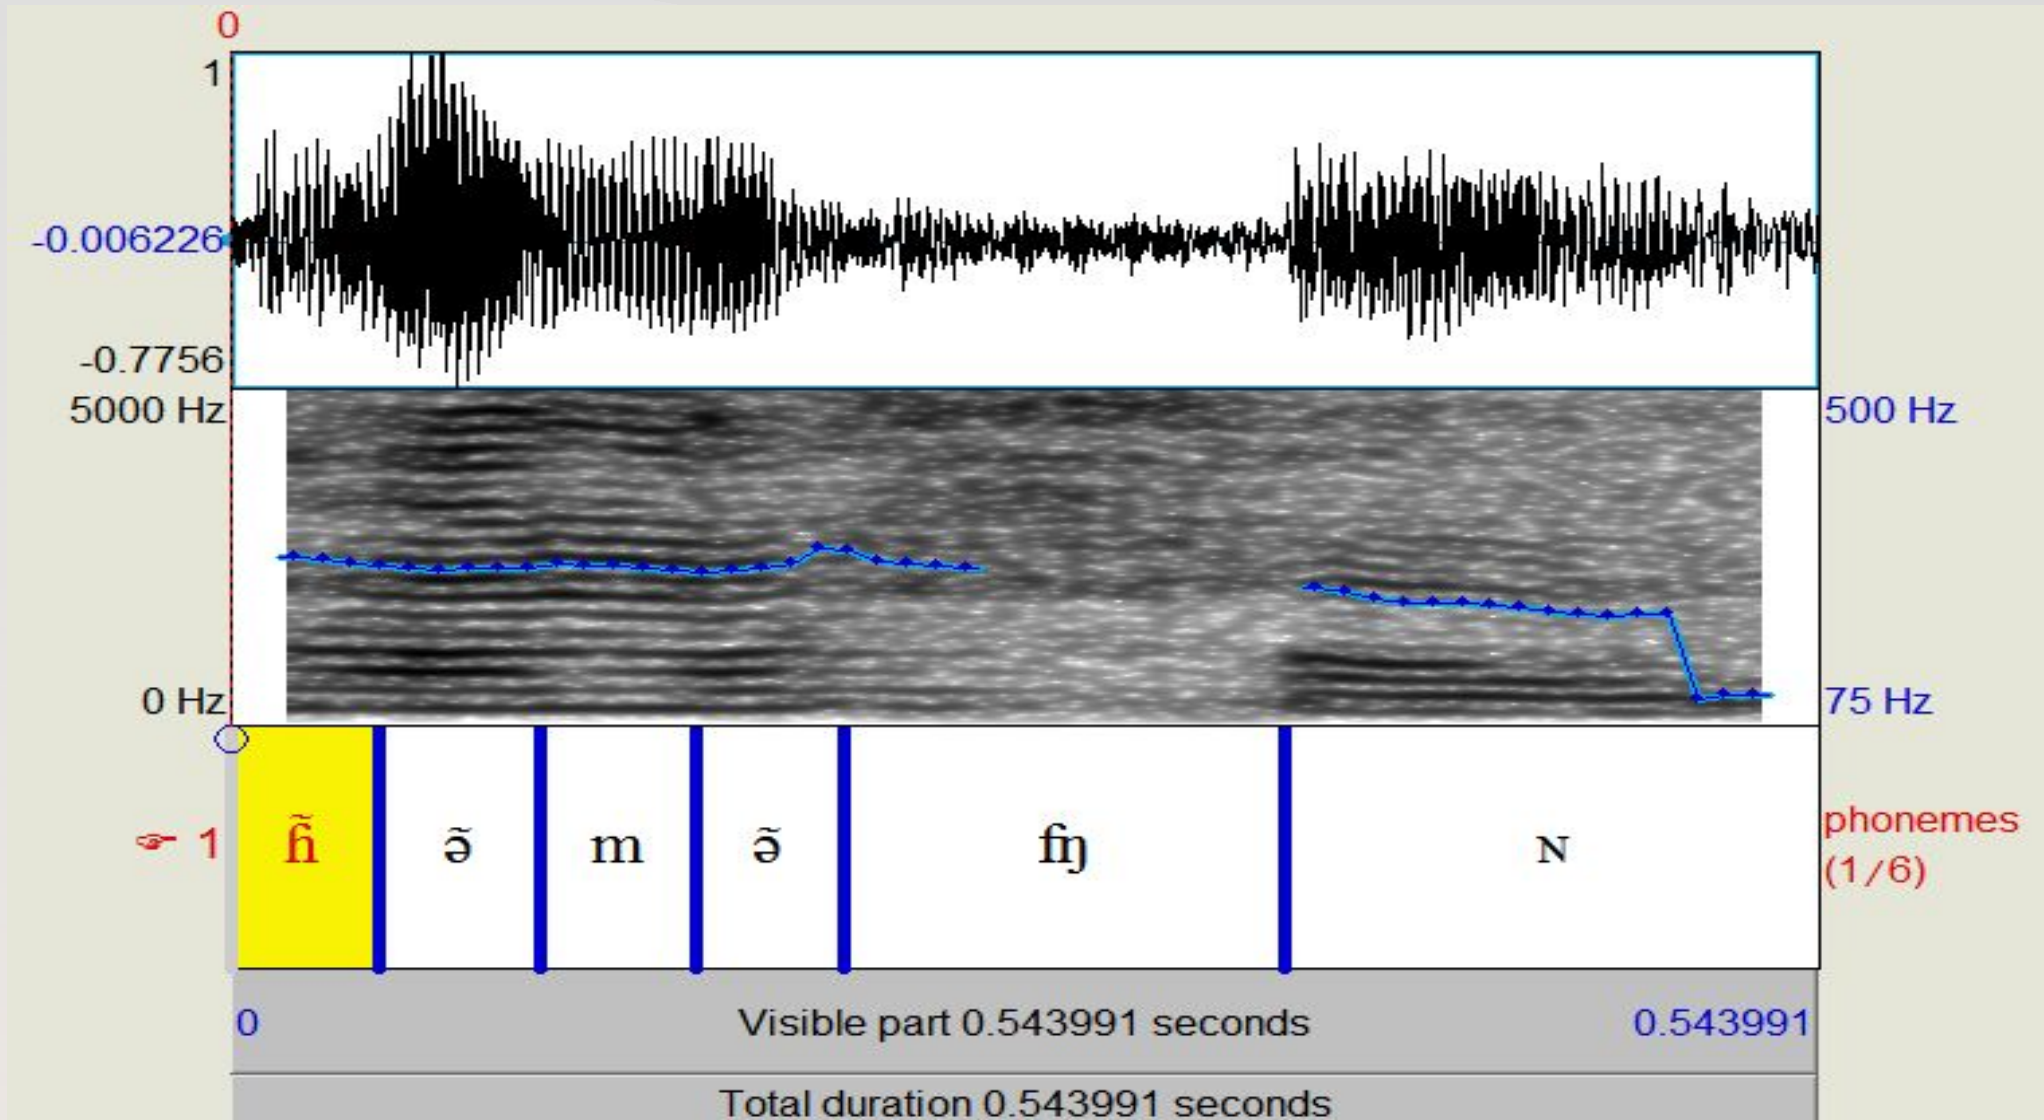 0
1
-0.006226
-0.7756
5000 Hz 500 Hz
0 Hz 75 Hz
☞ 1 ɦ̃ ə̃ m ə̃ ɦŋ ɴ phonemes
(1/6)
0 Visible part 0.543991 seconds 0.543991
Total duration 0.543991 seconds